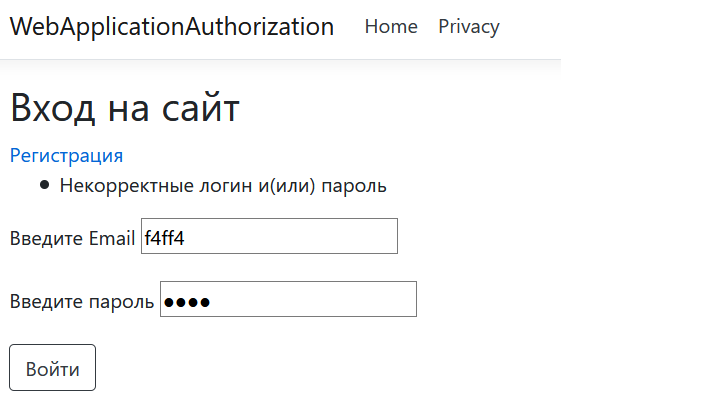 WebApplicationAuthorization Home Privacy
Вход на сайт
Регистрация
Некорректные логин и(или) пароль
Введите Email f4ff4
Введите пароль ●●●●
Войти